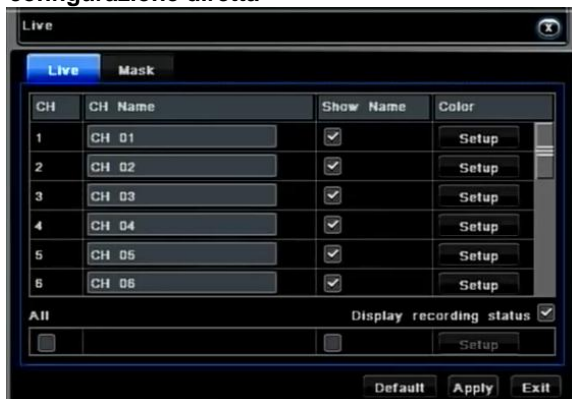 configurazione diretta
Live
Live Mask
CH CH Name Show Name Color
1 CH 01 Setup
2 CH 02 Setup
3 CH 03 Setup
4 CH 04 Setup
5 CH 05 Setup
6 CH 06 Setup
All Display recording status
Setup
Default Apply Exit